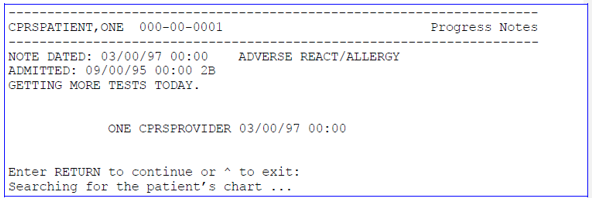 --------------------------------------------------------------------------
CPRSPATIENT,ONE  000-00-0001                            Progress Notes
--------------------------------------------------------------------------
NOTE DATED: 03/00/97 00:00    ADVERSE REACT/ALLERGY
ADMITTED: 09/00/95 00:00 2B
GETTING MORE TESTS TODAY.
ONE CPRSPROVIDER 03/00/97 00:00
Enter RETURN to continue or ^ to exit:
Searching for the patient’s chart ...